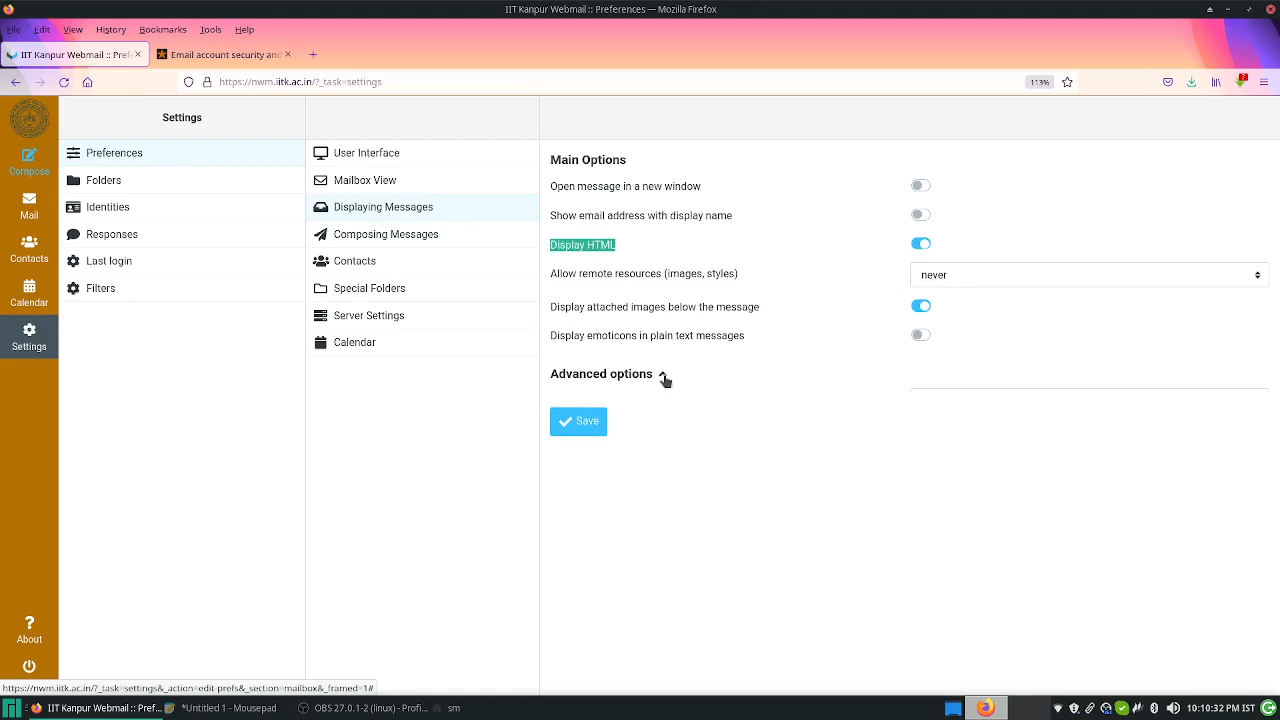 IIT Kanpur Webmail :: Preferences — Mozilla Firefox
File Edit View History Bookmarks Tools Help
IIT Kanpur Webmail :: Pref
Email account security and
https://nwm.iitk.ac.in/?_task=settings
113%
7
Compose
Mail
Contacts
Calendar
Settings
About
Settings
Preferences
Folders
Identities
Responses
Last login
Filters
User Interface
Mailbox View
Displaying Messages
Composing Messages
Contacts
Special Folders
Server Settings
Calendar
Main Options
Open message in a new window
Show email address with display name
Display HTML
Allow remote resources (images, styles) never
Display attached images below the message
Display emoticons in plain text messages
Advanced options
Save
https://nwm.iitk.ac.in/?_task=settings&_action=edit-prefs&_section=mailbox&_framed=1#
IIT Kanpur Webmail :: Pref...
*Untitled 1 - Mousepad
OBS 27.0.1-2 (linux) - Profi...
sm
10:10:32 PM IST